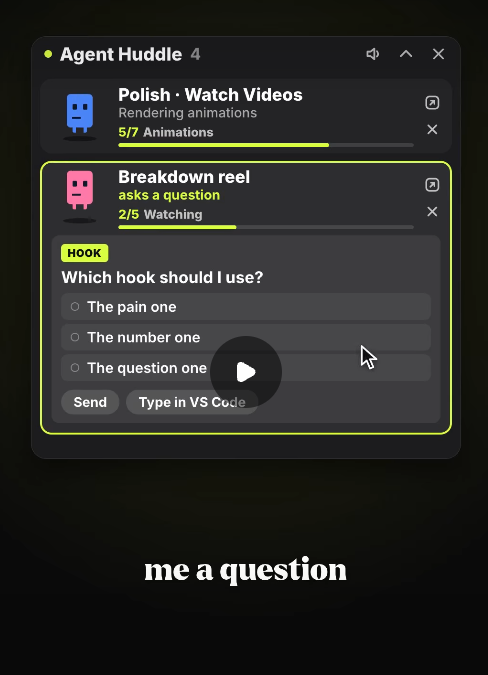 Agent Huddle 4
Polish · Watch Videos
Rendering animations
5/7 Animations
Breakdown reel
asks a question
2/5 Watching
HOOK
Which hook should I use?
The pain one
The number one
The question one
Send Type in VS Code
me a question